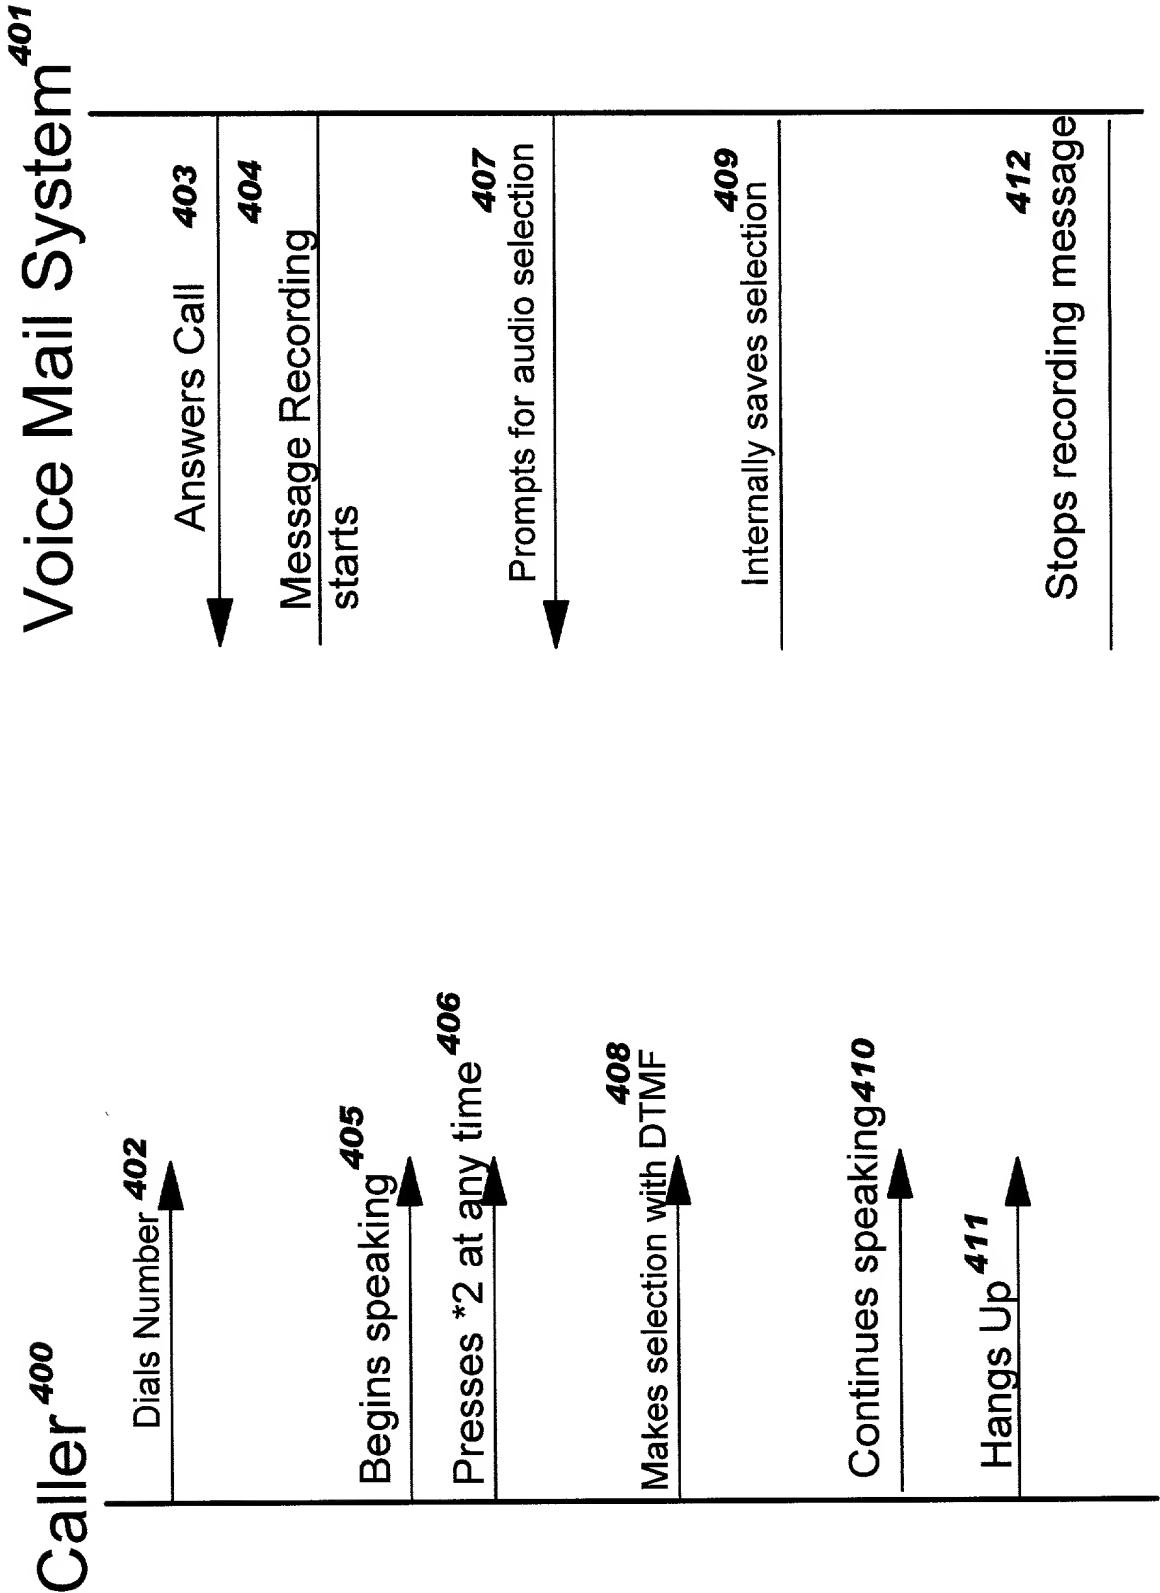 Caller 400
Voice Mail System 401
Dials Number 402
Answers Call 403
404
Message Recording
starts
Begins speaking 405
Presses *2 at any time 406
407
Prompts for audio selection
408
Makes selection with DTMF
409
Internally saves selection
Continues speaking 410
Hangs Up 411
412
Stops recording message